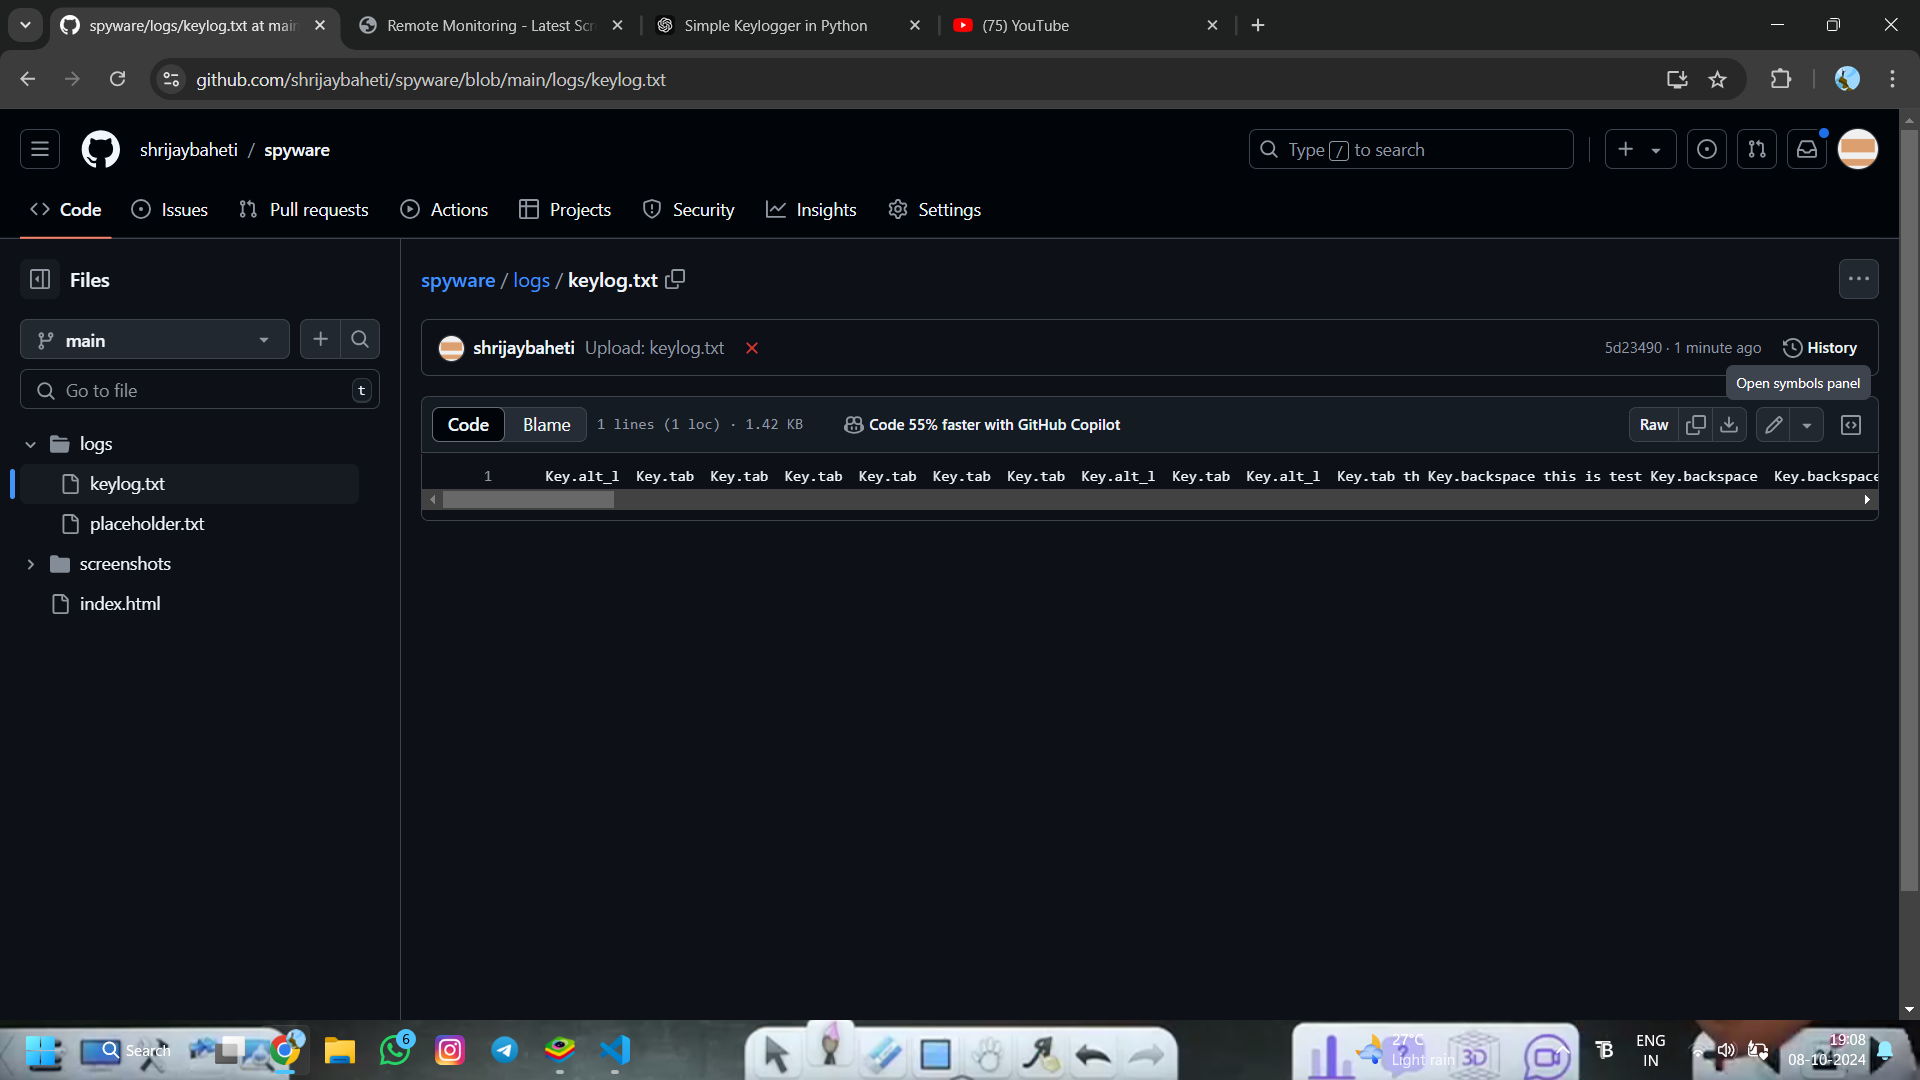 spyware/logs/keylog.txt at main
Remote Monitoring - Latest Scr
Simple Keylogger in Python
(75) YouTube
github.com/shrijaybaheti/spyware/blob/main/logs/keylog.txt
shrijaybaheti / spyware
Type / to search
Code
Issues
Pull requests
Actions
Projects
Security
Insights
Settings
Files
spyware / logs / keylog.txt
main
shrijaybaheti Upload: keylog.txt
5d23490 · 1 minute ago
History
Open symbols panel
Go to file
t
Code
Blame
1 lines (1 loc) · 1.42 KB
Code 55% faster with GitHub Copilot
Raw
logs
1 Key.alt_l Key.tab Key.tab Key.tab Key.tab Key.tab Key.tab Key.alt_l Key.tab Key.alt_l Key.tab th Key.backspace this is test Key.backspace Key.backspace
keylog.txt
placeholder.txt
screenshots
index.html
Search
6
3D
27°C
Light rain
ENG
IN
19:08
08-10-2024